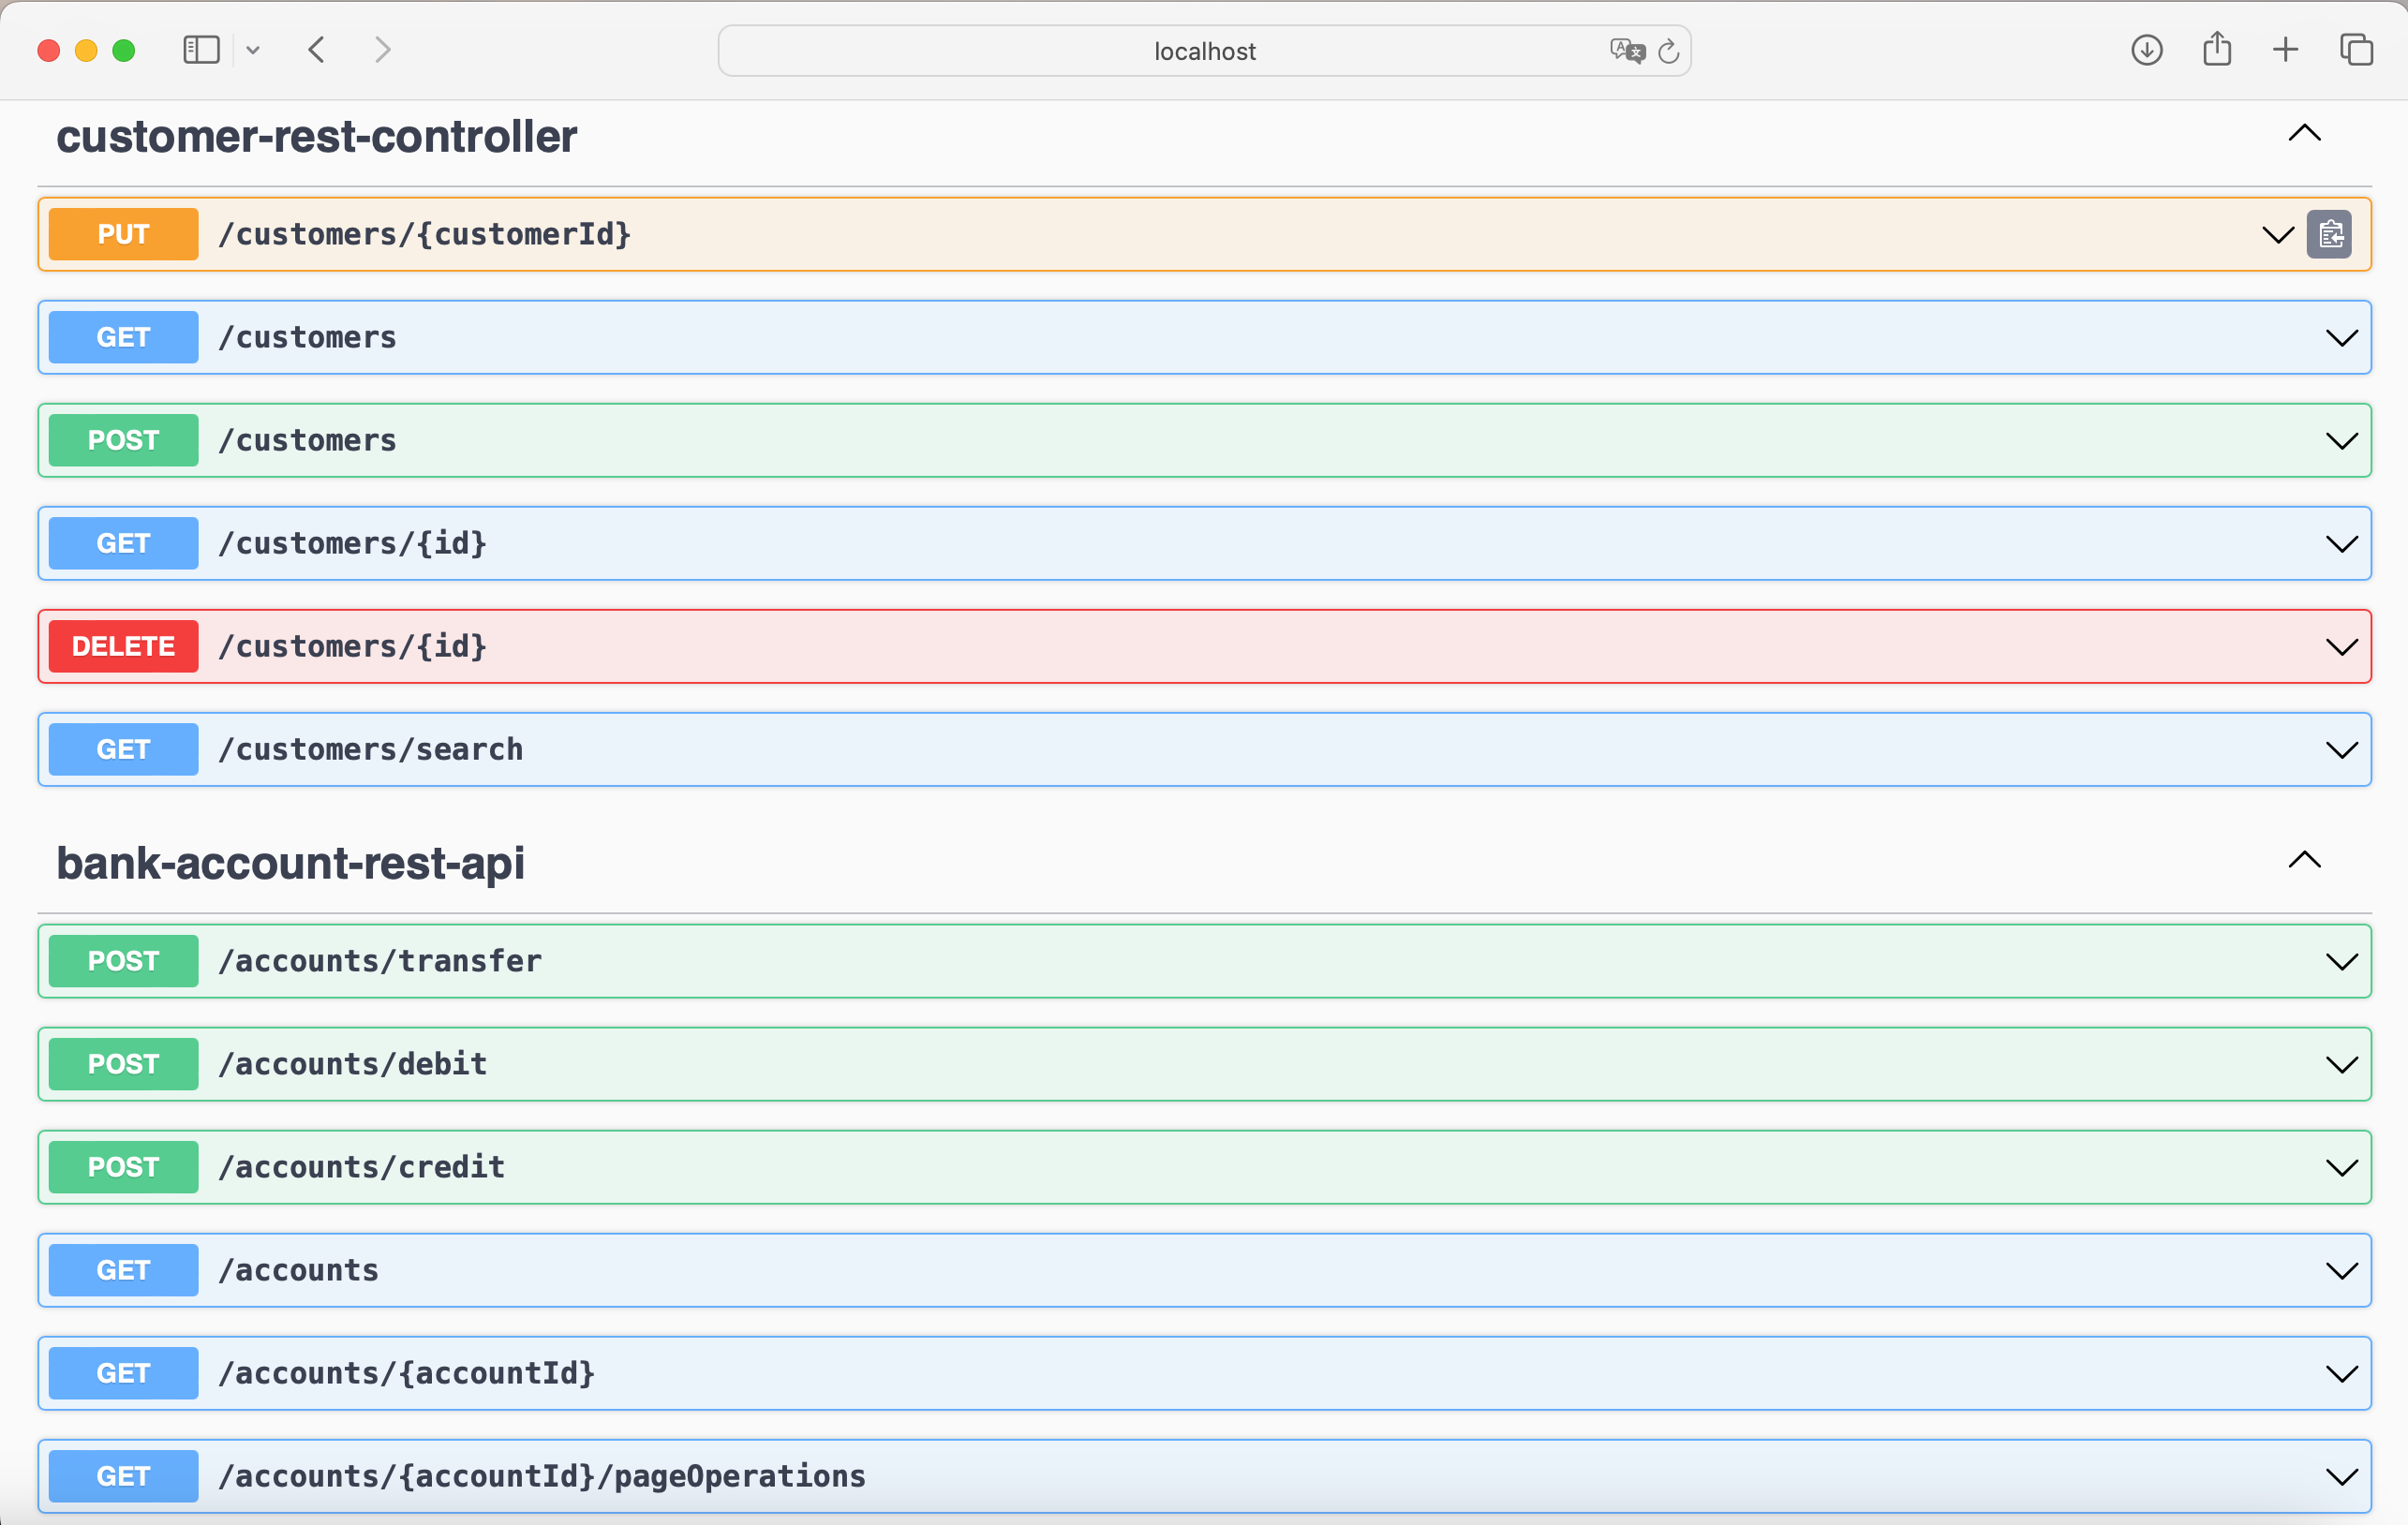 localhost
customer-rest-controller
PUT /customers/{customerId}
GET /customers
POST /customers
GET /customers/{id}
DELETE /customers/{id}
GET /customers/search
bank-account-rest-api
POST /accounts/transfer
POST /accounts/debit
POST /accounts/credit
GET /accounts
GET /accounts/{accountId}
GET /accounts/{accountId}/pageOperations